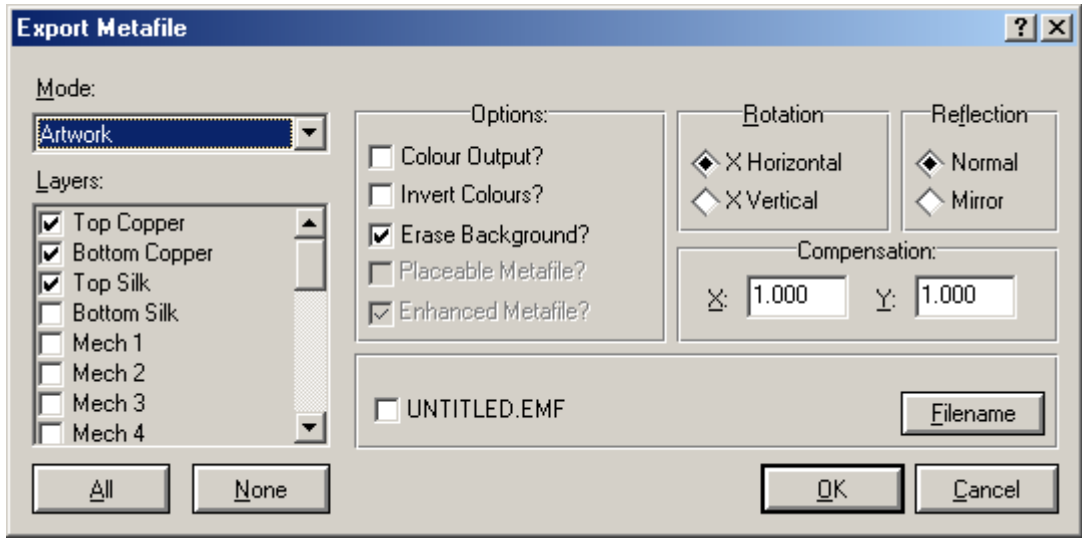 Export Metafile
Mode:
Artwork
Layers:
Top Copper
Bottom Copper
Top Silk
Bottom Silk
Mech 1
Mech 2
Mech 3
Mech 4
All
None
Options:
Colour Output?
Invert Colours?
Erase Background?
Placeable Metafile?
Enhanced Metafile?
Rotation
X Horizontal
X Vertical
Reflection
Normal
Mirror
Compensation:
X: 1.000 Y: 1.000
UNTITLED.EMF
Filename
OK
Cancel